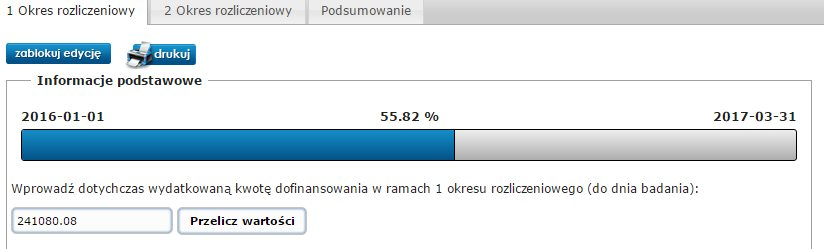 1 Okres rozliczeniowy 2 Okres rozliczeniowy Podsumowanie
zablokuj edycję drukuj
Informacje podstawowe
2016-01-01 55.82 % 2017-03-31
Wprowadź dotychczas wydatkowaną kwotę dofinansowania w ramach 1 okresu rozliczeniowego (do dnia badania):
241080.08 Przelicz wartości